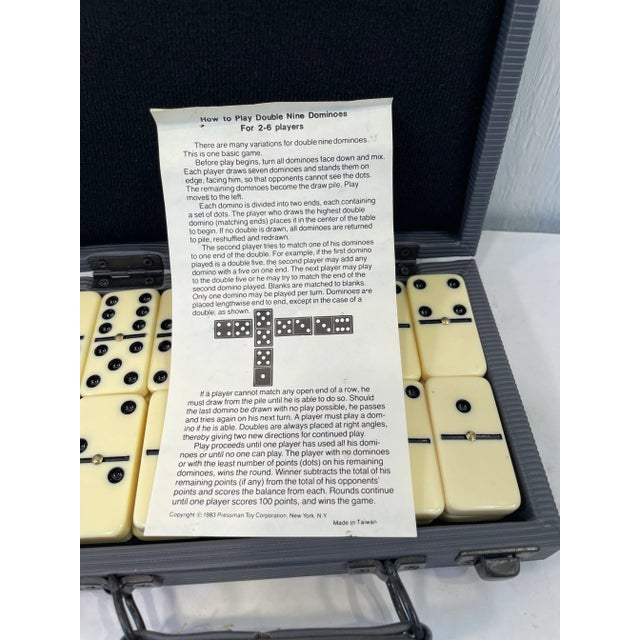 How to Play Double Nine Dominoes
For 2-6 players
There are many variations for double nine dominoes.
This is one basic game.
Before play begins, turn all dominoes face down and mix.
Each player draws seven dominoes and stands them on
edge, facing him, so that opponents cannot see the dots.
The remaining dominoes become the draw pile. Play
moves to the left.
Each domino is divided into two ends, each containing
a set of dots. The player who draws the highest double
domino (matching ends) places it in the center of the table
to begin. If no double is drawn, all dominoes are returned
to pile, reshuffled and redrawn.
The second player tries to match one of his dominoes
to one end of the double. For example, if the first domino
played is a double five, the second player may add any
domino with a five on one end. The next player may play
to the double five or he may try to match the end of the
second domino played. Blanks are matched to blanks.
Only one domino may be played per turn. Dominoes are
placed lengthwise end to end, except in the case of a
double, as shown.
If a player cannot match any open end of a row, he
must draw from the pile until he is able to do so. Should
the last domino be drawn with no play possible, he passes
and tries again on his next turn. A player must play a dom-
ino if he is able. Doubles are always placed at right angles,
thereby giving two new directions for continued play.
Play proceeds until one player has used all his domi-
noes or until no one can play. The player with no dominoes
or with the least number of points (dots) on his remaining
dominoes, wins the round. Winner subtracts the total of his
remaining points (if any) from the total of his opponents'
points and scores the balance from each. Rounds continue
until one player scores 100 points, and wins the game.
Copyright © 1983 Pressman Toy Corporation, New York, N.Y.
Made in Taiwan